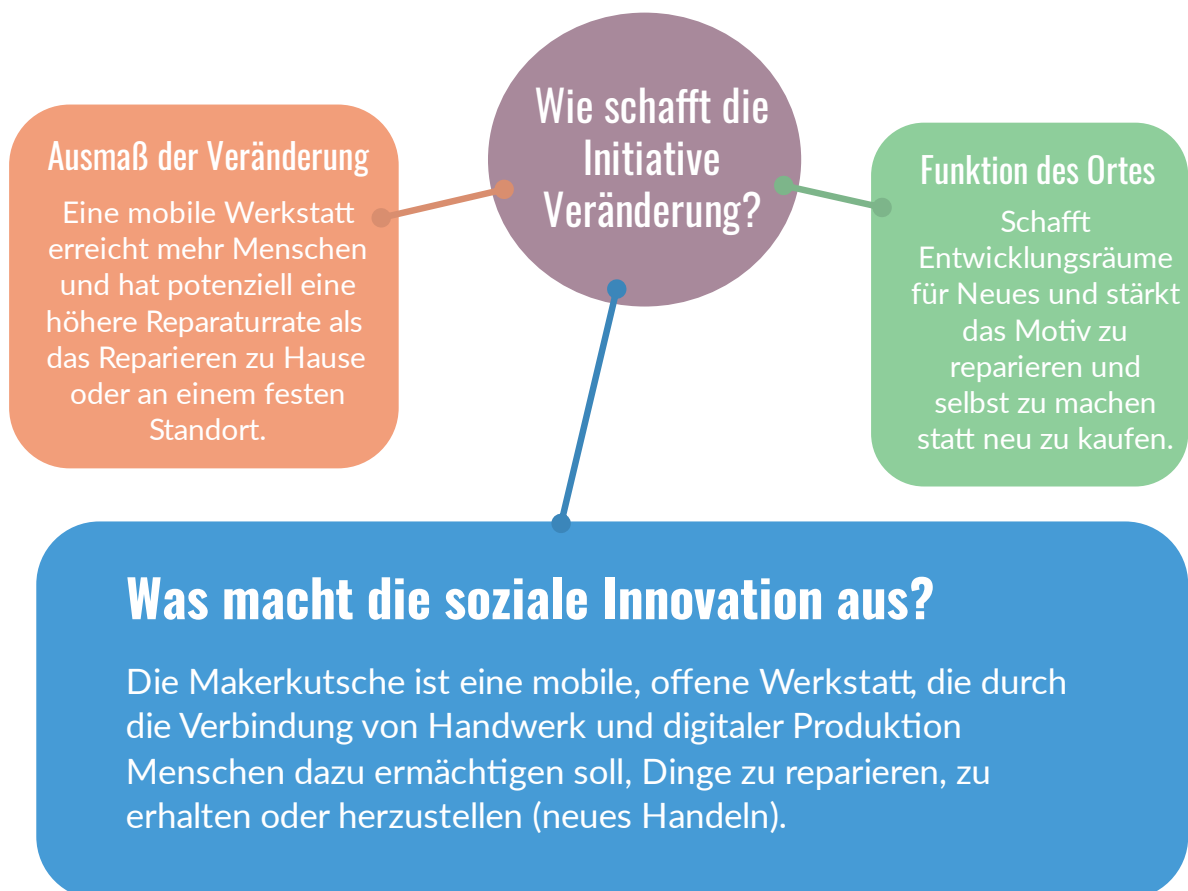 Wie schafft die
Initiative
Veränderung?
Ausmaß der Veränderung
Eine mobile Werkstatt
erreicht mehr Menschen
und hat potenziell eine
höhere Reparaturrate als
das Reparieren zu Hause
oder an einem festen
Standort.
Funktion des Ortes
Schafft
Entwicklungsräume
für Neues und stärkt
das Motiv zu
reparieren und
selbst zu machen
statt neu zu kaufen.
Was macht die soziale Innovation aus?
Die Makerkutsche ist eine mobile, offene Werkstatt, die durch
die Verbindung von Handwerk und digitaler Produktion
Menschen dazu ermächtigen soll, Dinge zu reparieren, zu
erhalten oder herzustellen (neues Handeln).